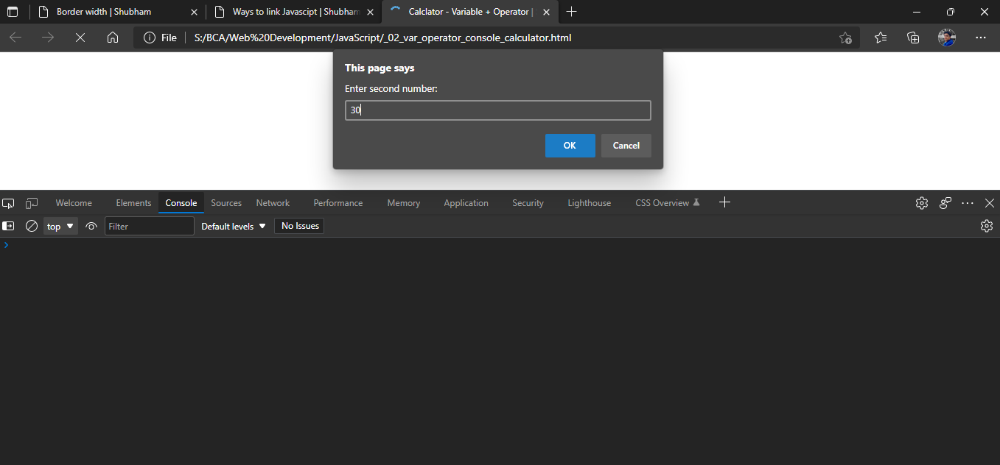 Border width | Shubham
Ways to link Javascipt | Shubham
Calclator - Variable + Operator |
File
S:/BCA/Web%20Development/JavaScript/_02_var_operator_console_calculator.html
This page says
Enter second number:
30
OK Cancel
Welcome Elements Console Sources Network Performance Memory Application Security Lighthouse CSS Overview
top Filter Default levels No Issues